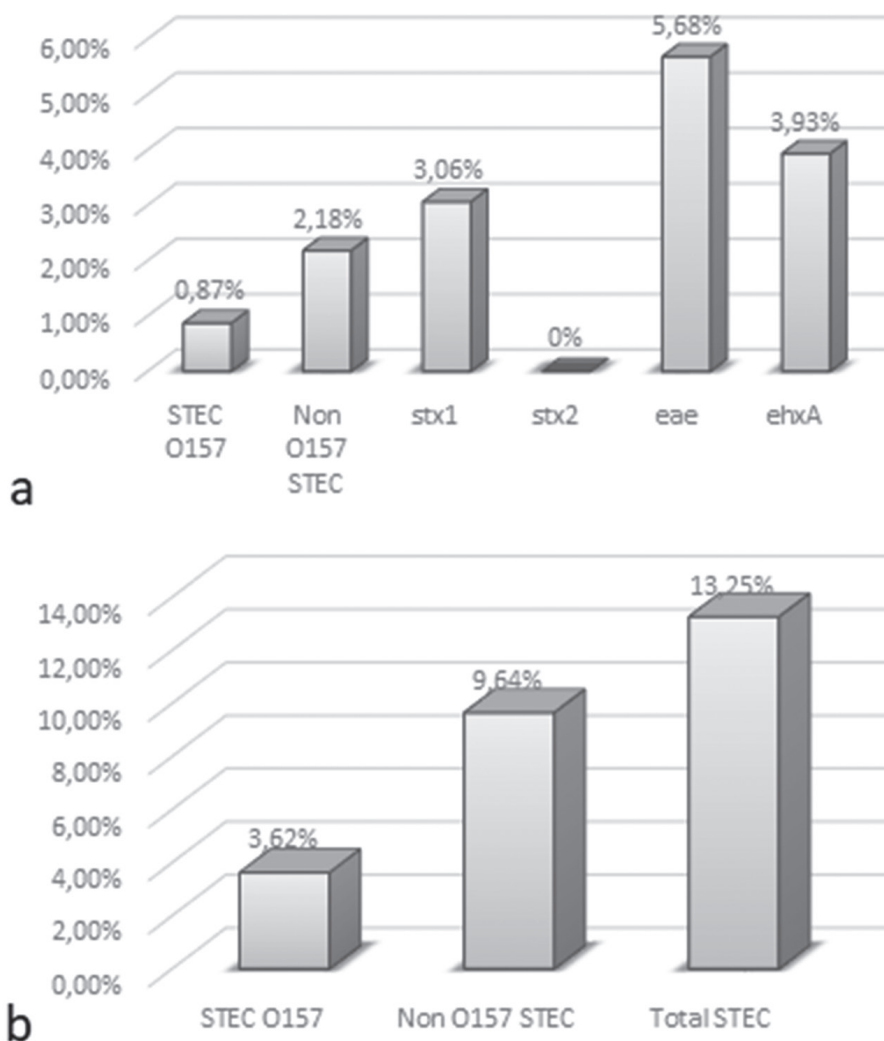 5,68%
6,00%
5,00%
4,00%
3,00%
2,00%
1,00%
0,00%
3,93%
3,06%
2,18%
0,87%
0%
STEC O157
Non O157 STEC
stx1
stx2
eae
ehxA
a
14,00%
12,00%
10,00%
8,00%
6,00%
4,00%
2,00%
0,00%
13,25%
9,64%
3,62%
STEC O157
Non O157 STEC
Total STEC
b